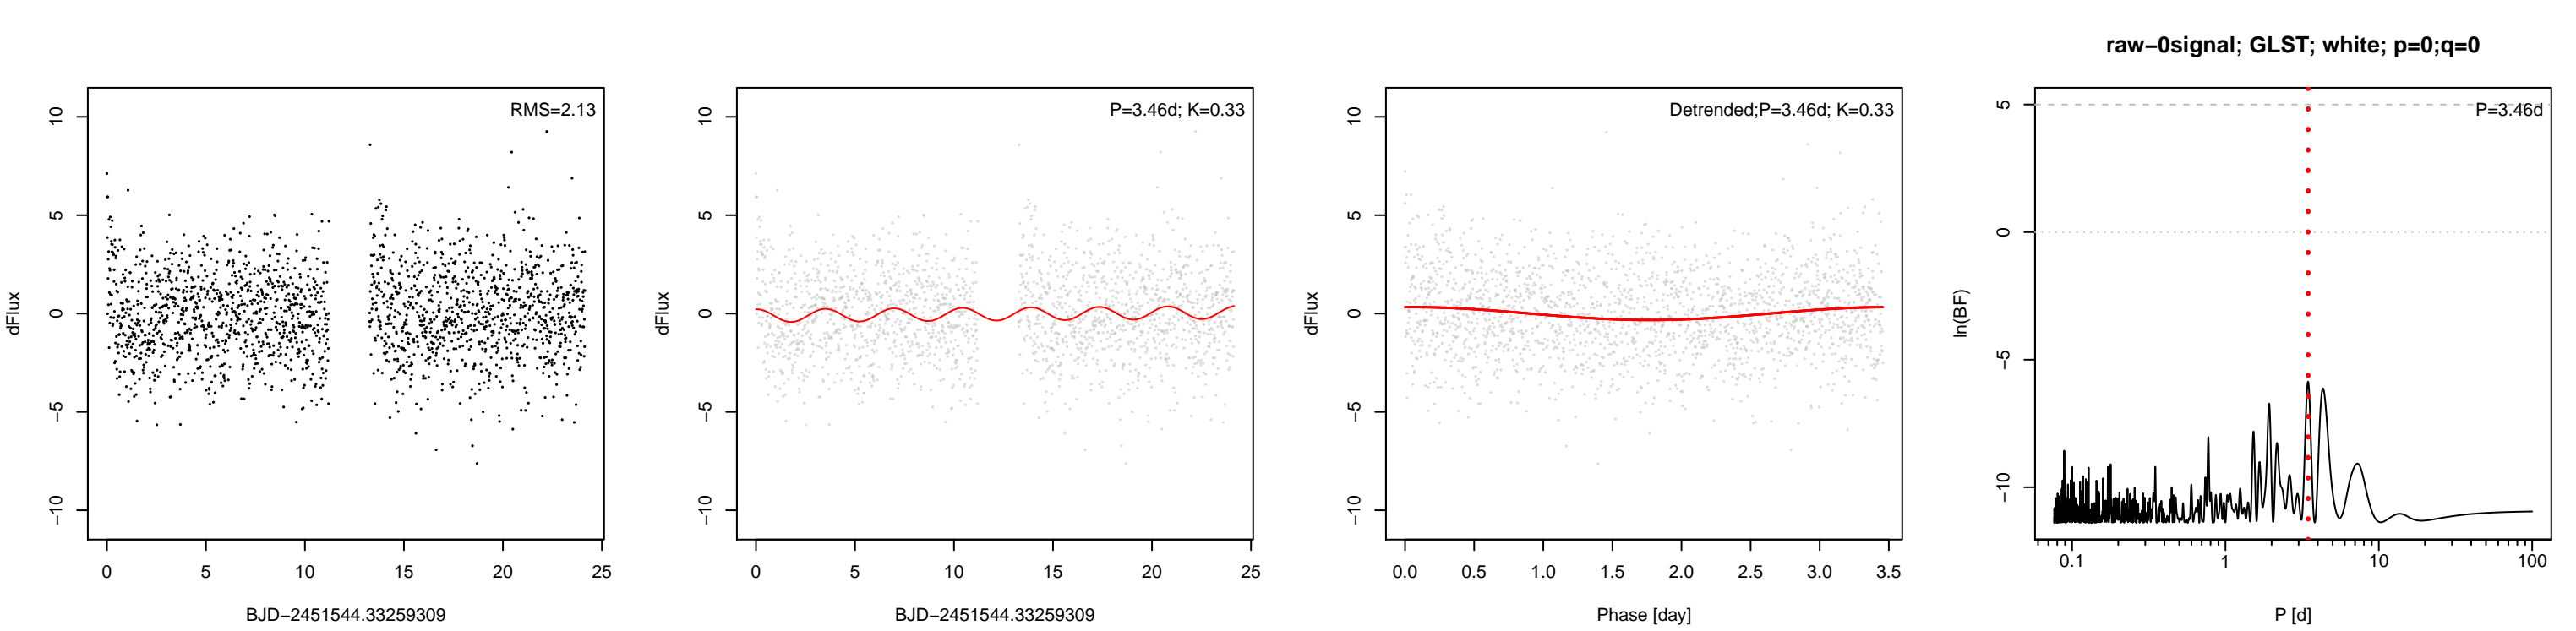 raw−0signal; GLST; white; p=0;q=0
RMS=2.13
dFlux
10
5
0
−5
−10
0 5 10 15 20 25
BJD−2451544.33259309
P=3.46d; K=0.33
dFlux
10
5
0
−5
−10
0 5 10 15 20 25
BJD−2451544.33259309
Detrended;P=3.46d; K=0.33
dFlux
10
5
0
−5
−10
0.0 0.5 1.0 1.5 2.0 2.5 3.0 3.5
Phase [day]
P=3.46d
ln(BF)
5
0
−5
−10
0.1 1 10 100
P [d]